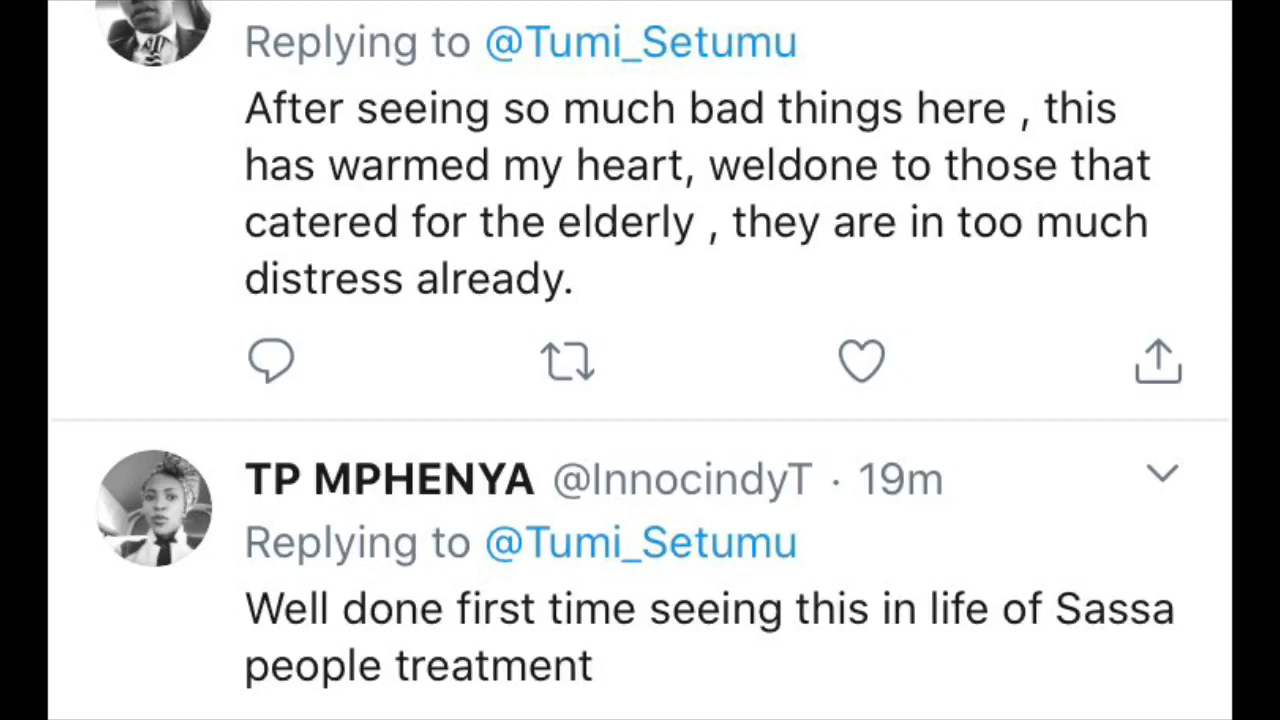 Replying to @Tumi_Setumu
After seeing so much bad things here , this
has warmed my heart, weldone to those that
catered for the elderly , they are in too much
distress already.
TP MPHENYA @InnocindyT · 19m
Replying to @Tumi_Setumu
Well done first time seeing this in life of Sassa
people treatment